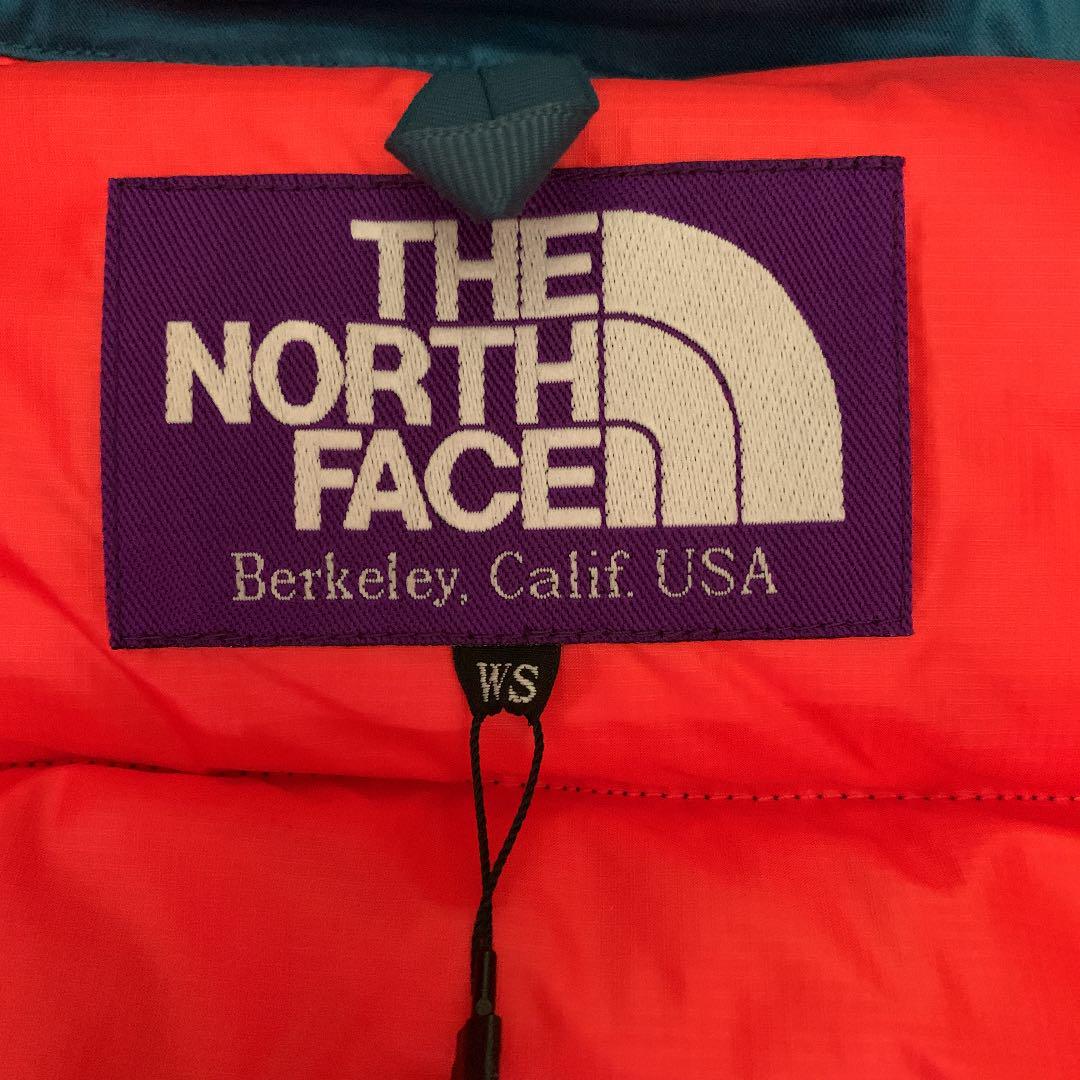 THE
NORTH
FACE
Berkeley, Calif. USA
WS